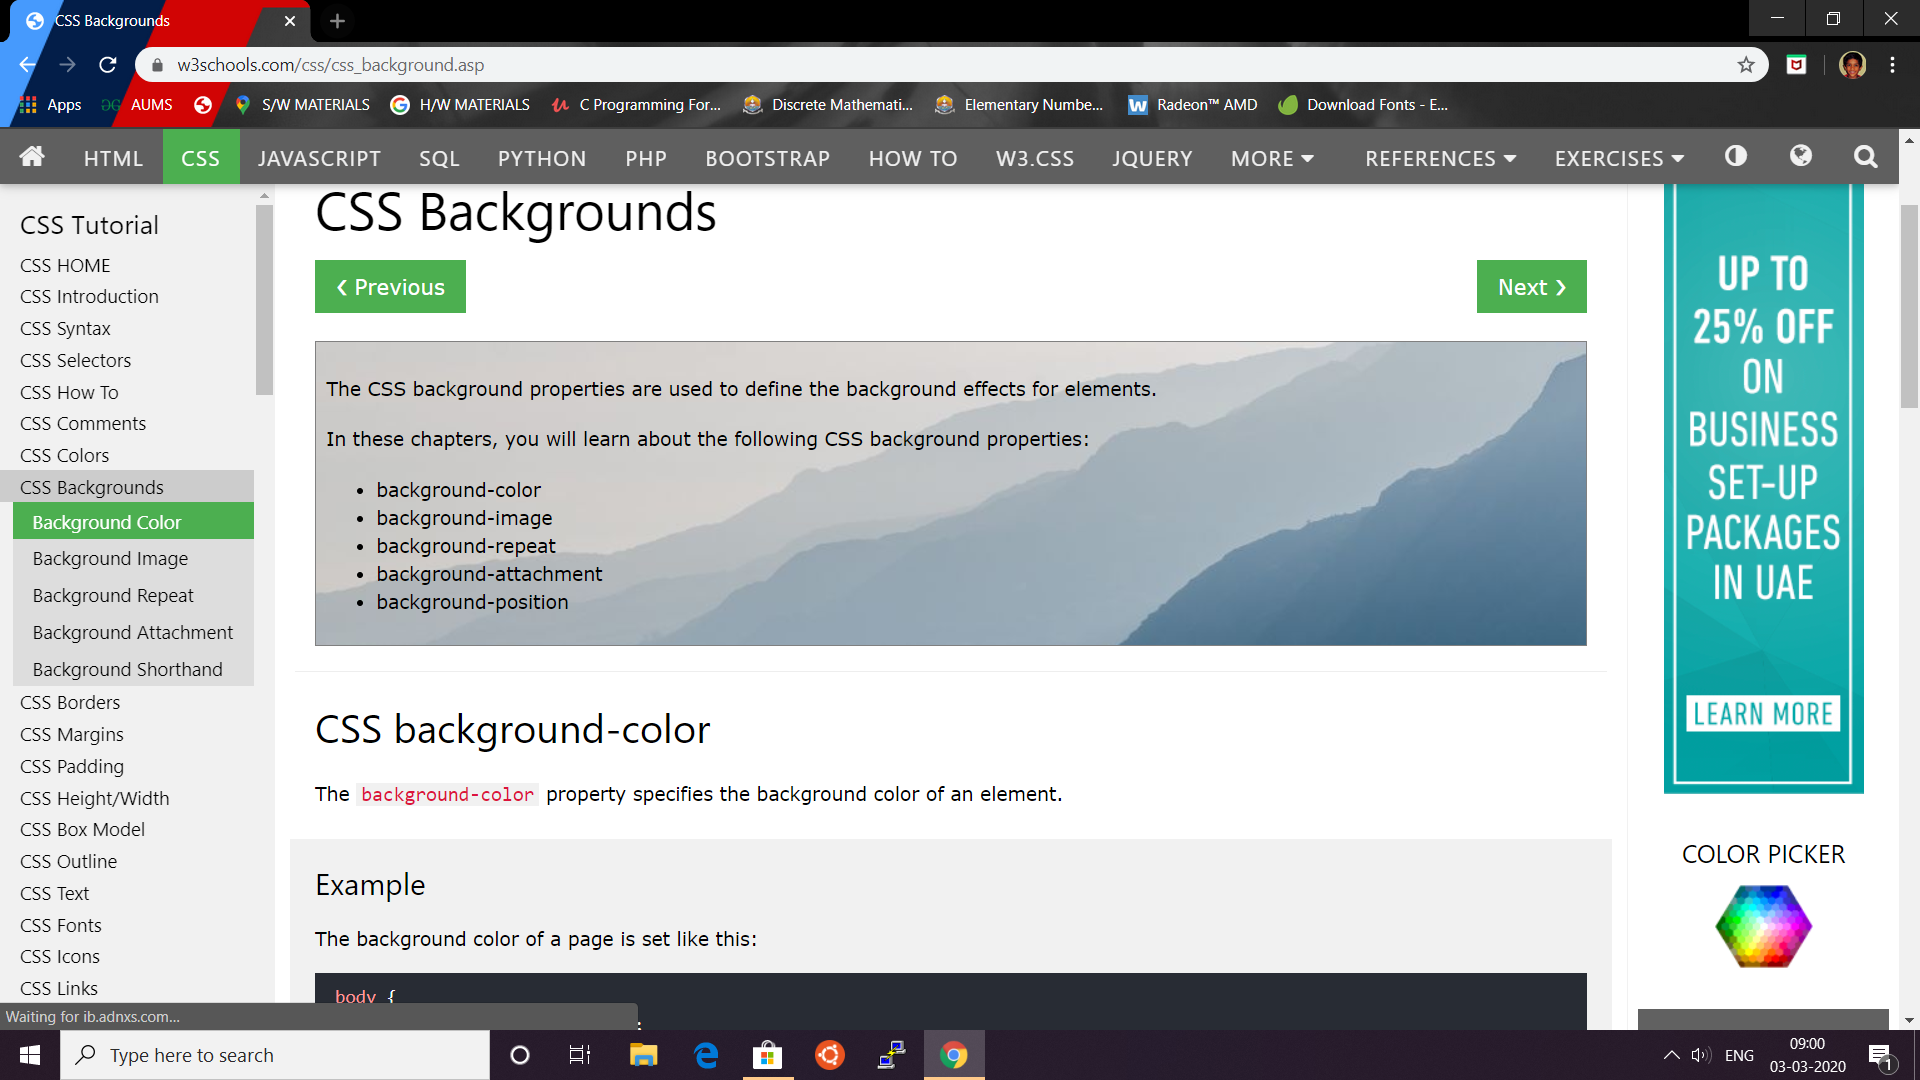 CSS Backgrounds
w3schools.com/css/css_background.asp
Apps
AUMS
S/W MATERIALS
H/W MATERIALS
C Programming For...
Discrete Mathemati...
Elementary Numbe...
Radeon™ AMD
Download Fonts - E...
HTML
CSS
JAVASCRIPT
SQL
PYTHON
PHP
BOOTSTRAP
HOW TO
W3.CSS
JQUERY
MORE
REFERENCES
EXERCISES
CSS Tutorial
CSS HOME
CSS Introduction
CSS Syntax
CSS Selectors
CSS How To
CSS Comments
CSS Colors
CSS Backgrounds
Background Color
Background Image
Background Repeat
Background Attachment
Background Shorthand
CSS Borders
CSS Margins
CSS Padding
CSS Height/Width
CSS Box Model
CSS Outline
CSS Text
CSS Fonts
CSS Icons
CSS Links
CSS Backgrounds
❮ Previous
Next ❯
The CSS background properties are used to define the background effects for elements.
In these chapters, you will learn about the following CSS background properties:
• background-color
• background-image
• background-repeat
• background-attachment
• background-position
CSS background-color
The background-color property specifies the background color of an element.
Example
The background color of a page is set like this:
body {
UP TO
25% OFF
ON
BUSINESS
SET-UP
PACKAGES
IN UAE
LEARN MORE
COLOR PICKER
Waiting for ib.adnxs.com...
Type here to search
ENG
09:00
03-03-2020
1